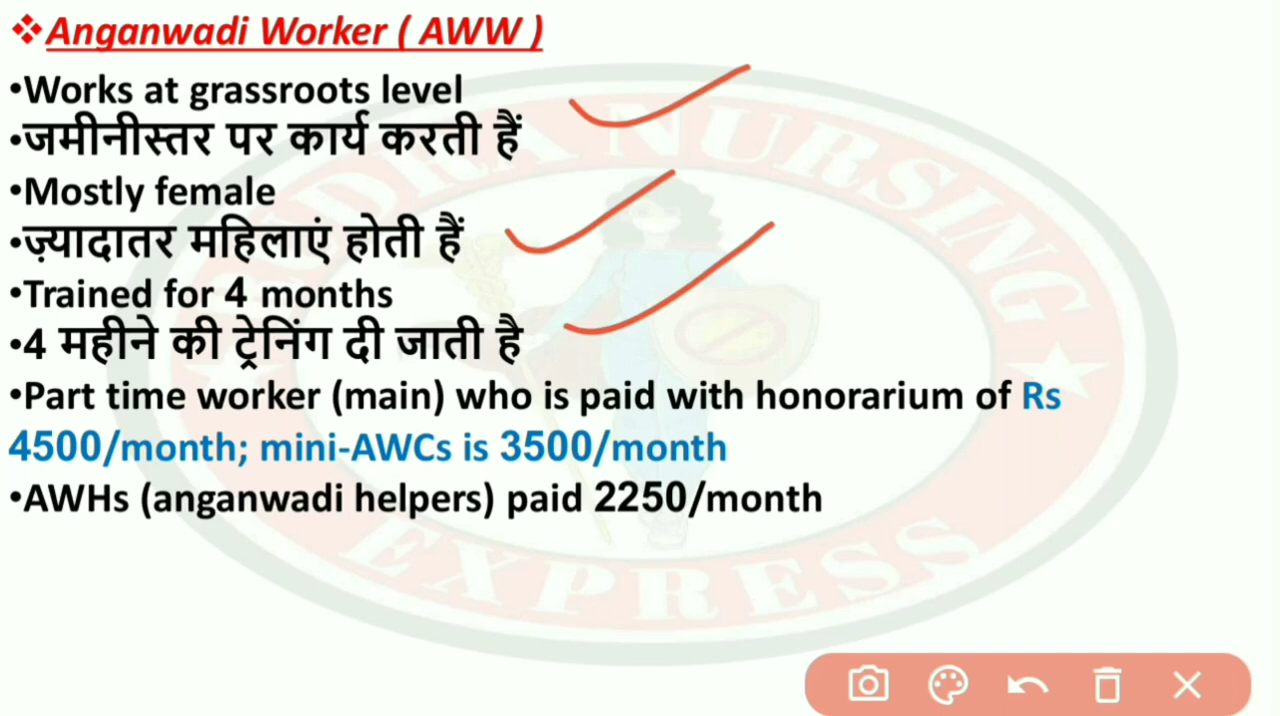 ❖Anganwadi Worker ( AWW )
•Works at grassroots level
•जमीनीस्तर पर कार्य करती हैं
•Mostly female
•ज़्यादातर महिलाएं होती हैं
•Trained for 4 months
•4 महीने की ट्रेनिंग दी जाती है
•Part time worker (main) who is paid with honorarium of Rs
4500/month; mini-AWCs is 3500/month
•AWHs (anganwadi helpers) paid 2250/month
NURSING
EXPRESS